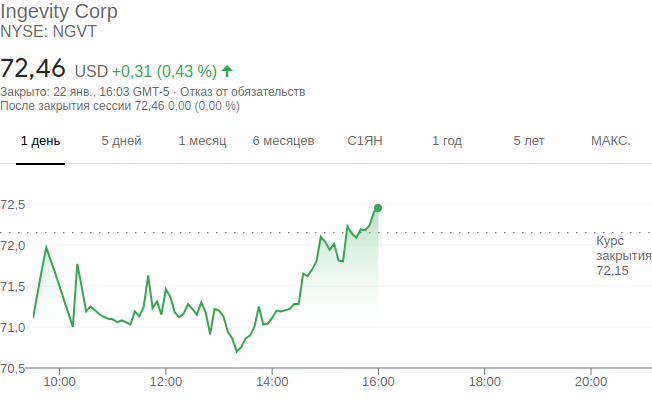 Ingevity Corp
NYSE: NGVT
72,46 USD +0,31 (0,43 %)
Закрыто: 22 янв., 16:03 GMT-5 · Отказ от обязательств
После закрытия сессии 72,46 0,00 (0,00 %)
1 день 5 дней 1 месяц 6 месяцев С1ЯН 1 год 5 лет МАКС.
72,5
72,0
71,5
71,0
70,5
Курс
закрытия
72,15
10:00 12:00 14:00 16:00 18:00 20:00